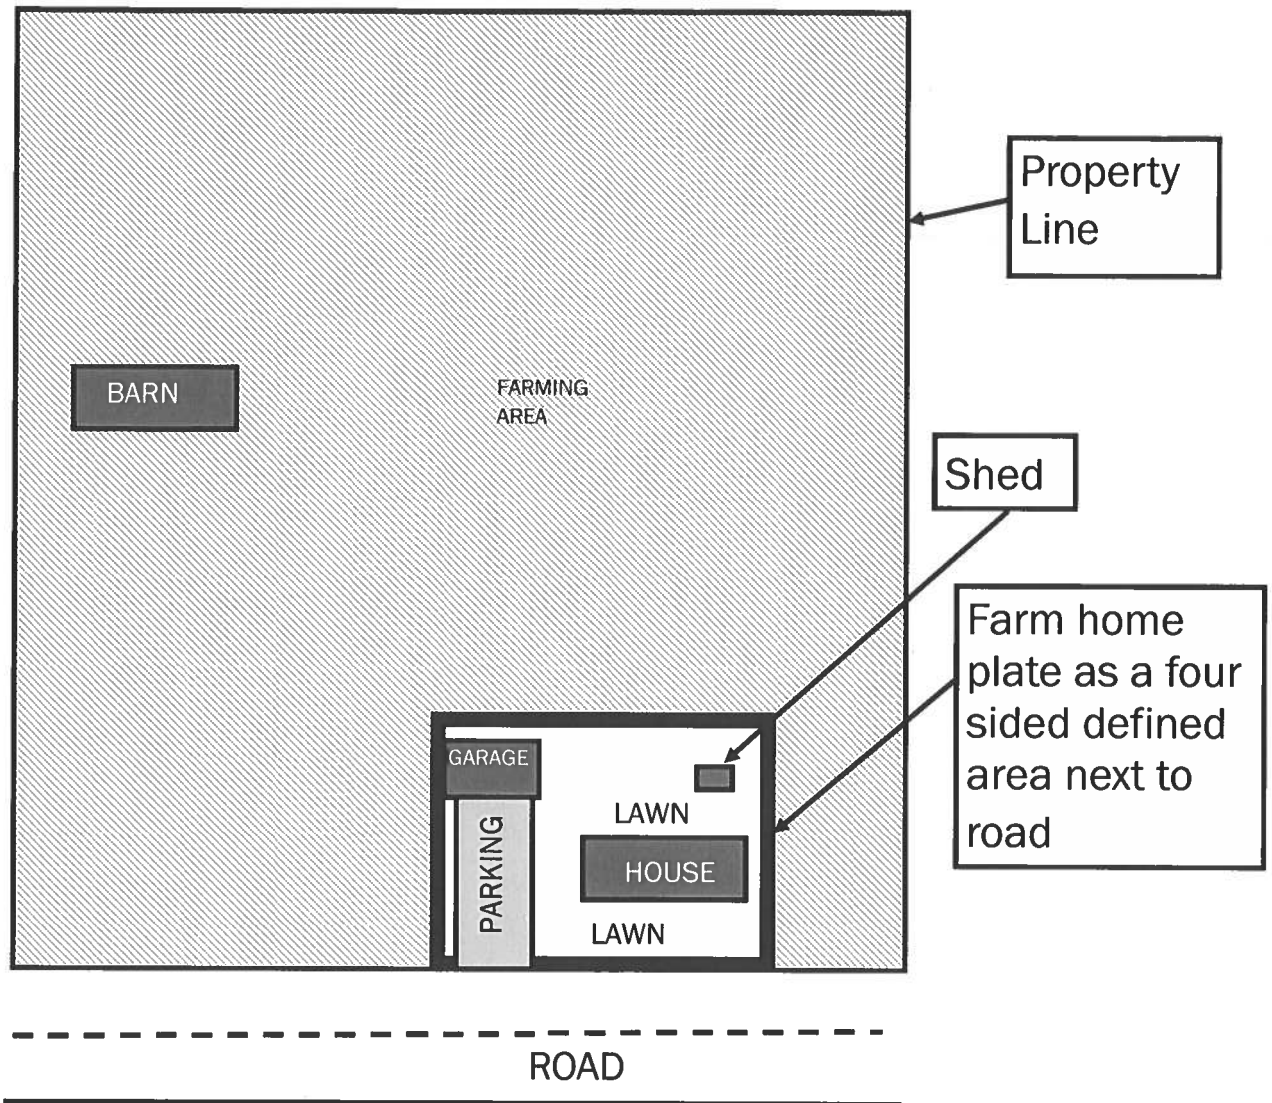 Property
Line
BARN
FARMING
AREA
Shed
Farm home
plate as a four
sided defined
area next to
road
GARAGE
LAWN
PARKING
HOUSE
LAWN
ROAD